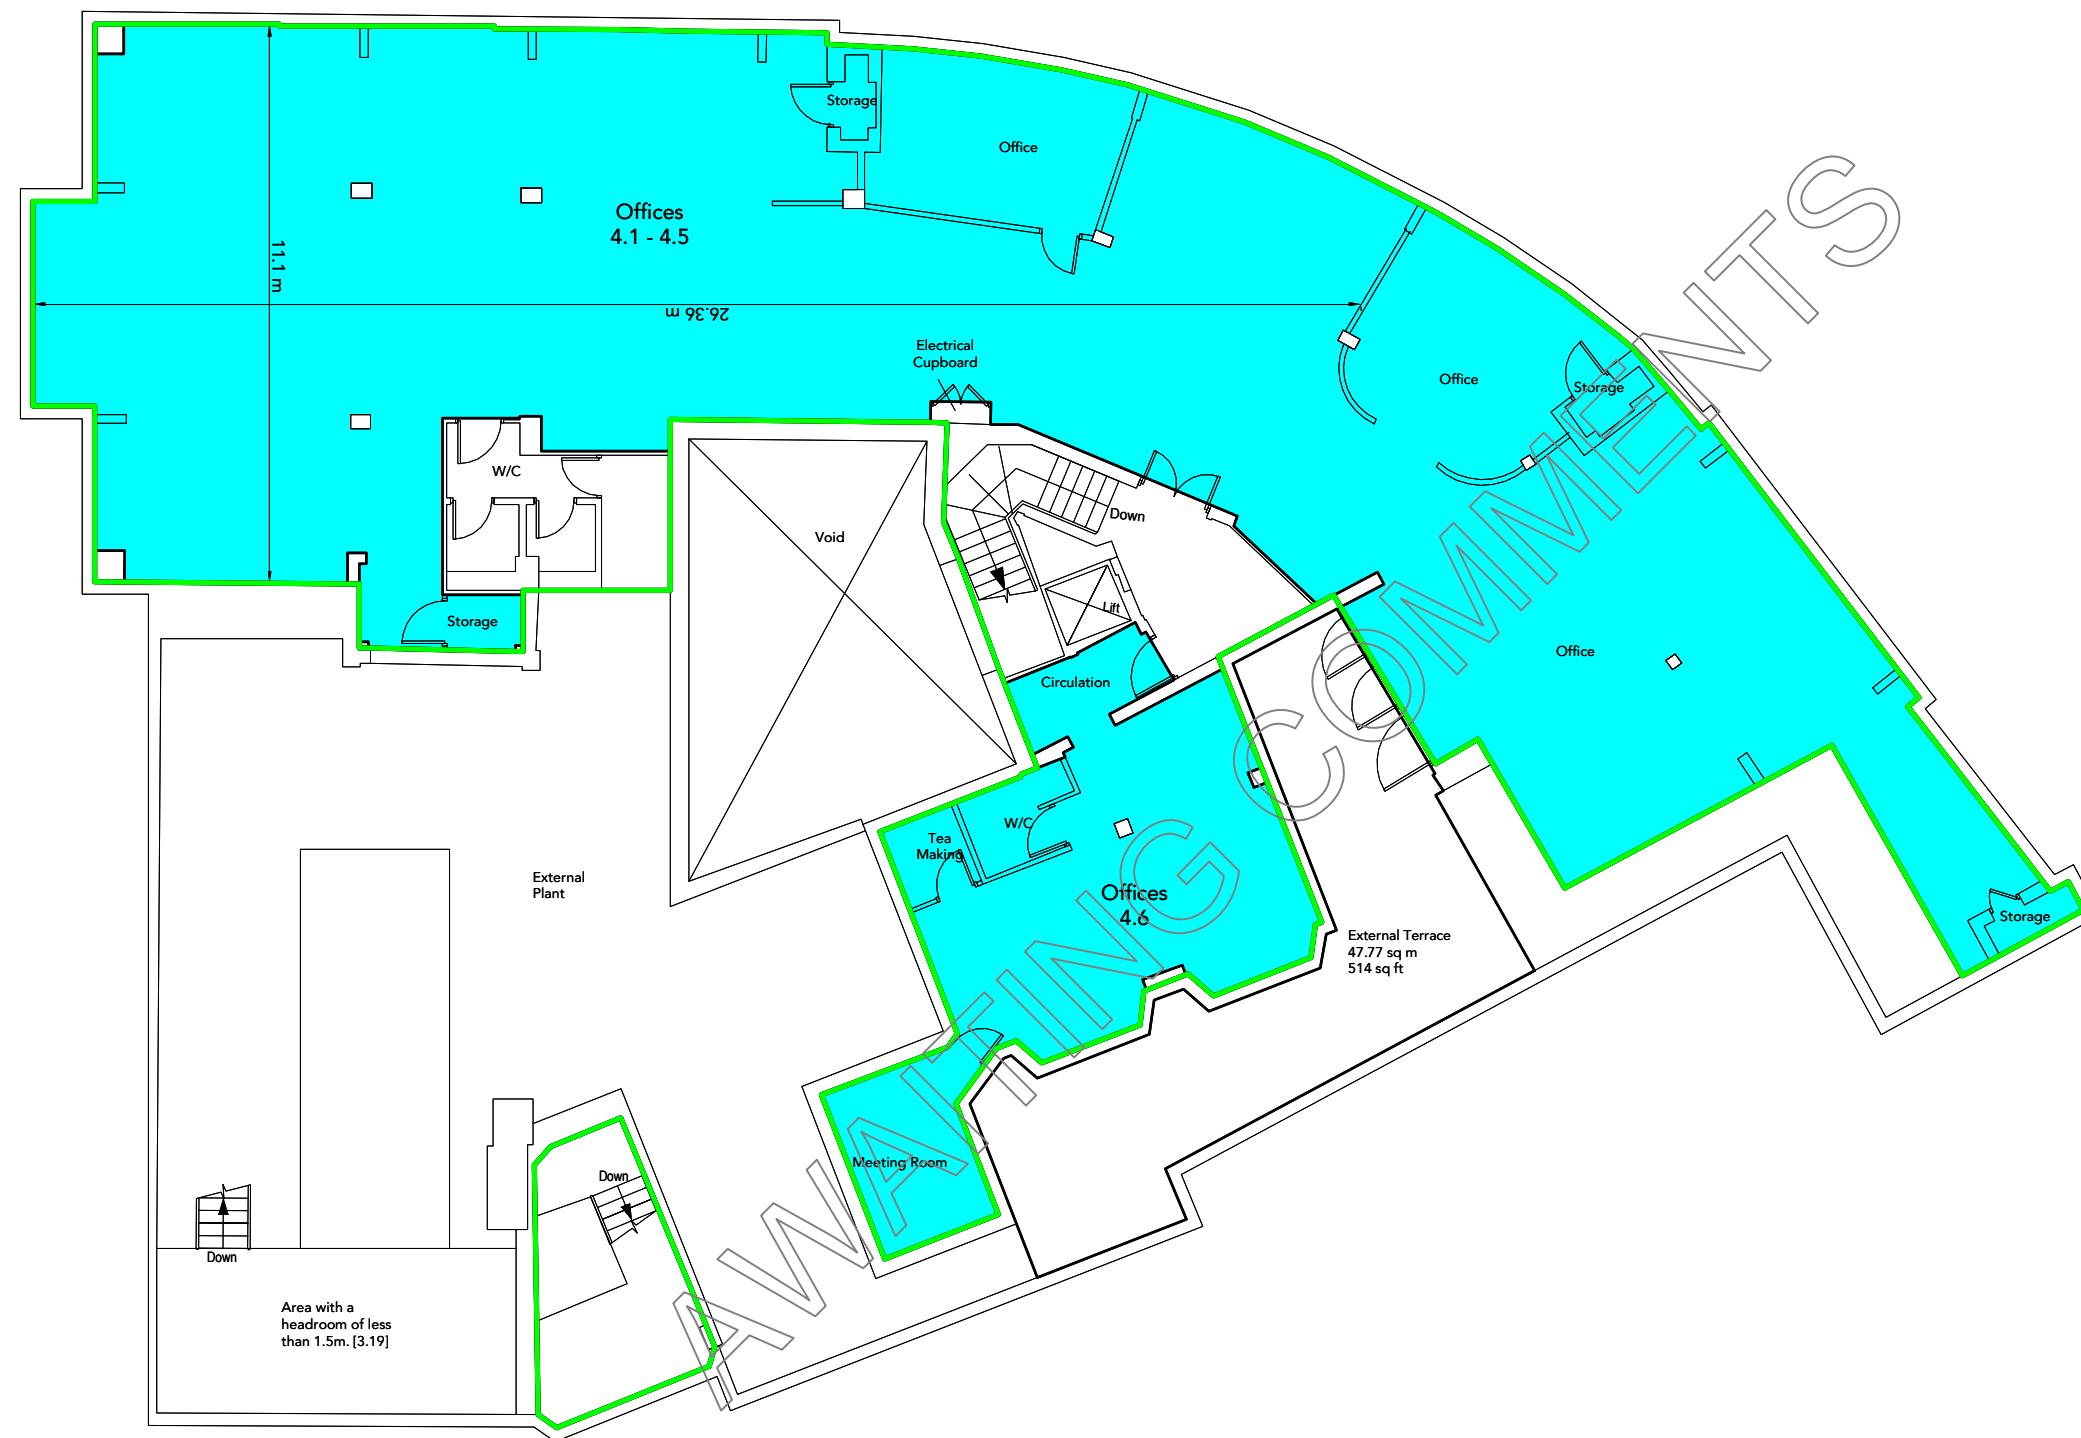 Storage
Office
Offices
4.1 - 4.5
11.1 m
26.36 m
Electrical
Cupboard
Office
Storage
W/C
Down
Void
Lift
Storage
Office
Circulation
W/C
Tea
Making
External
Plant
Offices
4.6
External Terrace
47.77 sq m
514 sq ft
Storage
Meeting Room
Down
Down
Area with a
headroom of less
than 1.5m. [3.19]
AWAITING COMMENTS